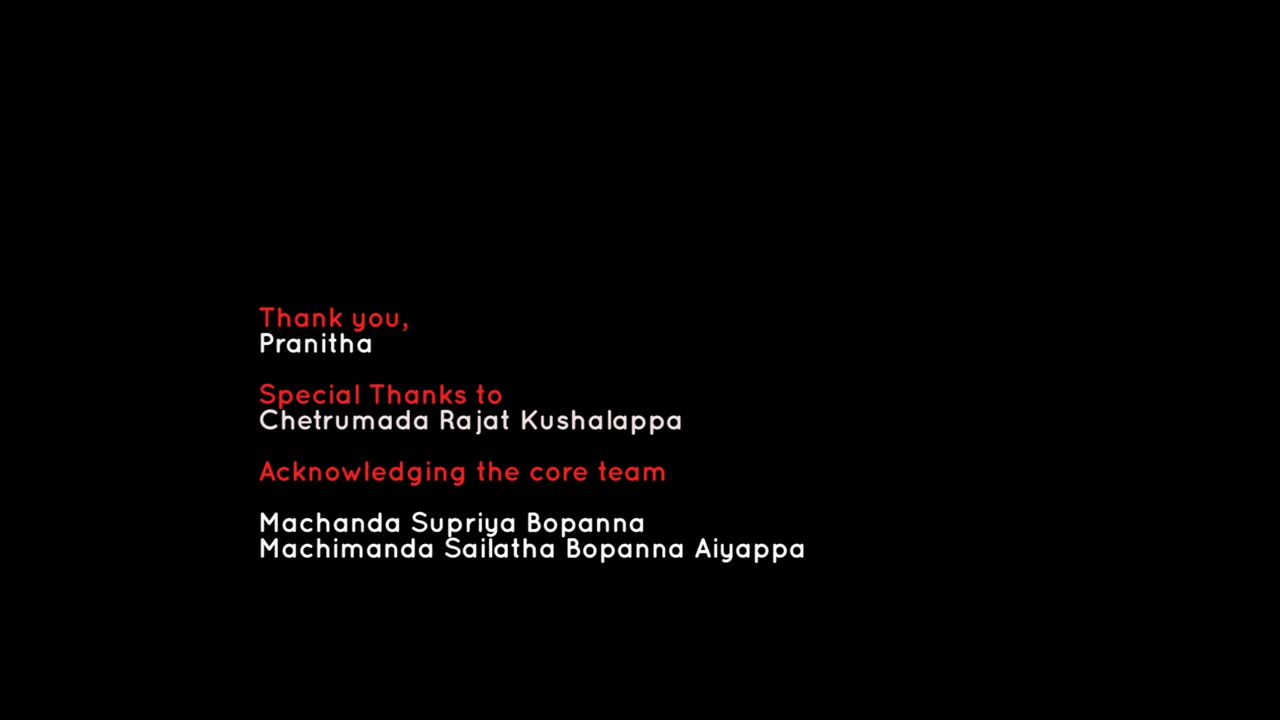 Thank you,
Pranitha
Special Thanks to
Chetrumada Rajat Kushalappa
Acknowledging the core team
Machanda Supriya Bopanna
Machimanda Sailatha Bopanna Aiyappa